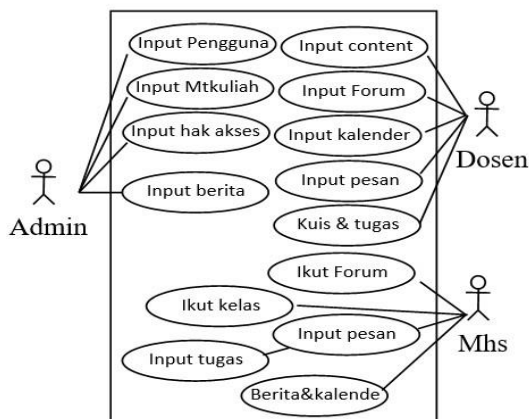 Input Pengguna
Input content
Input Mtkuliah
Input Forum
Input hak akses
Input kalender
Dosen
Input berita
Input pesan
Admin
Kuis & tugas
Ikut Forum
Ikut kelas
Input pesan
Mhs
Input tugas
Berita&kalende